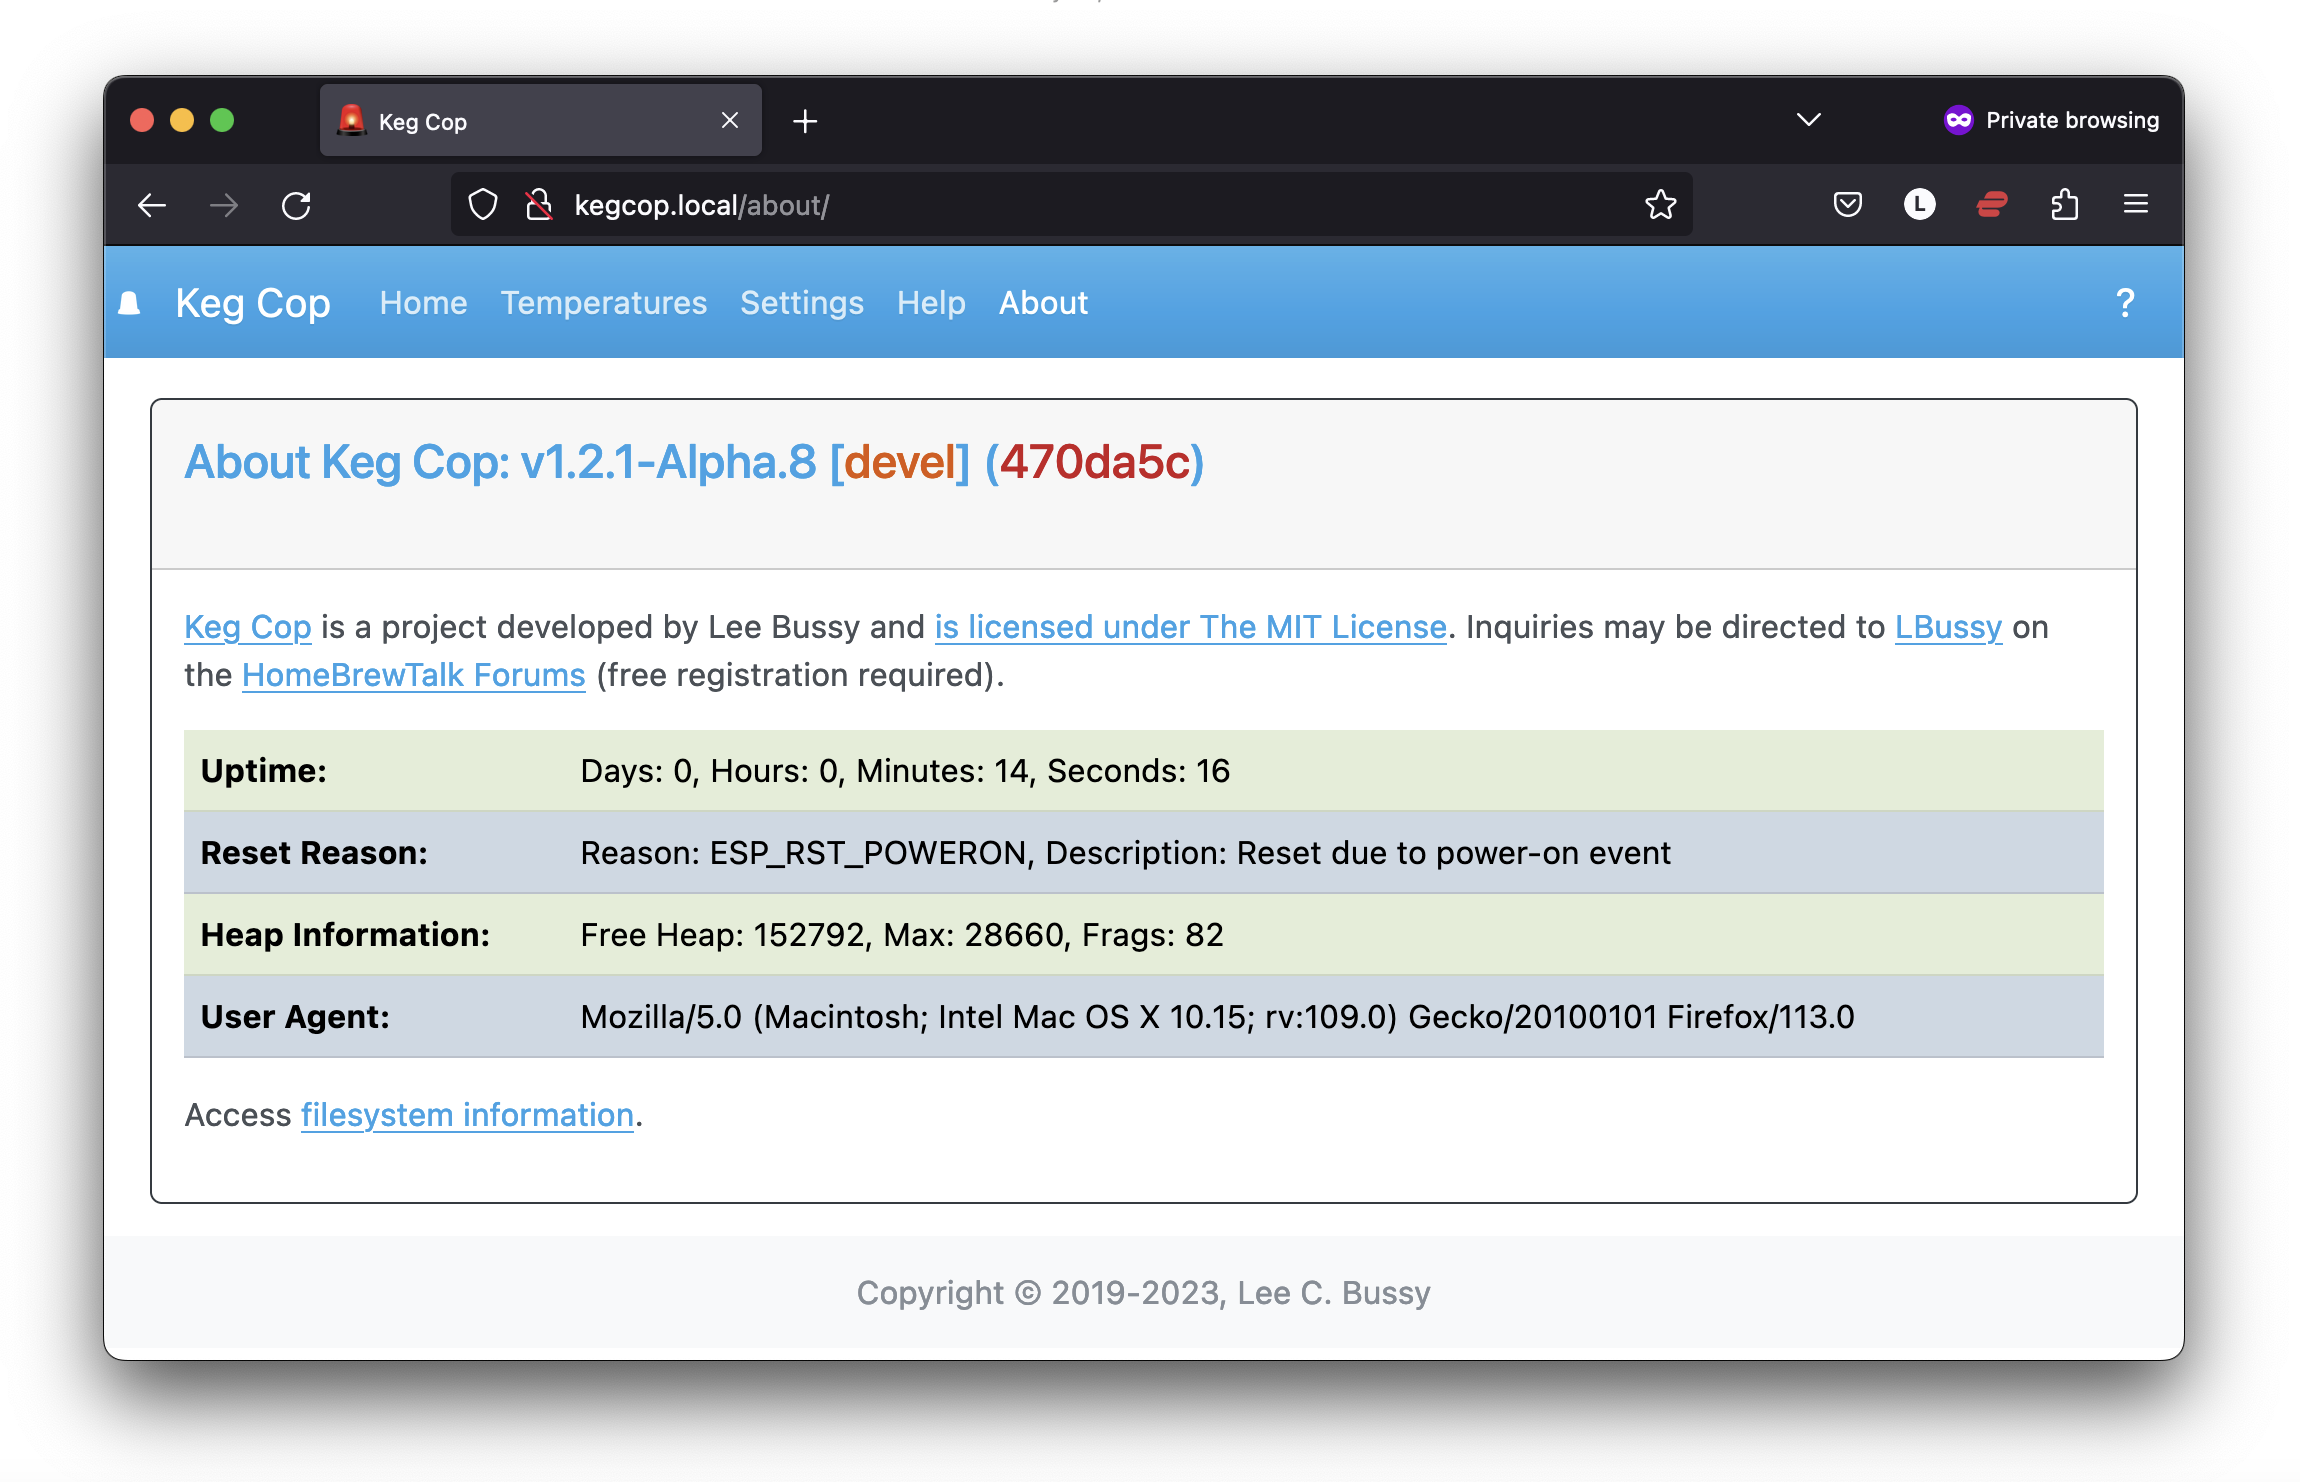 Keg Cop
Private browsing
kegcop.local/about/
L
Keg Cop Home Temperatures Settings Help About ?
About Keg Cop: v1.2.1-Alpha.8 [devel] (470da5c)
Keg Cop is a project developed by Lee Bussy and is licensed under The MIT License. Inquiries may be directed to LBussy on
the HomeBrewTalk Forums (free registration required).
Uptime: Days: 0, Hours: 0, Minutes: 14, Seconds: 16
Reset Reason: Reason: ESP_RST_POWERON, Description: Reset due to power-on event
Heap Information: Free Heap: 152792, Max: 28660, Frags: 82
User Agent: Mozilla/5.0 (Macintosh; Intel Mac OS X 10.15; rv:109.0) Gecko/20100101 Firefox/113.0
Access filesystem information.
Copyright © 2019-2023, Lee C. Bussy